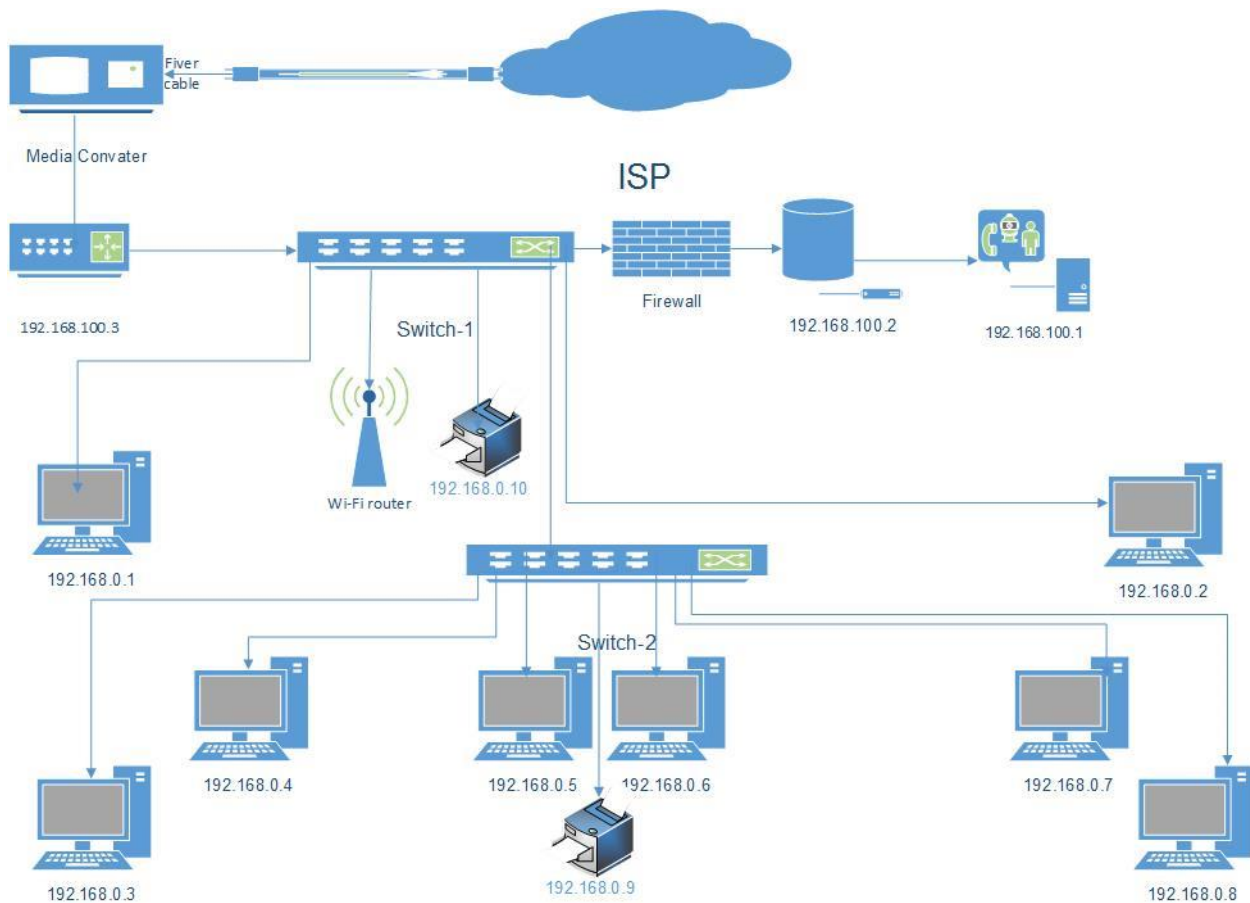 Fiver
cable
Media Convater
ISP
192.168.100.3
Switch-1
Firewall
192.168.100.2
192.168.100.1
Wi-Fi router
192.168.0.10
192.168.0.1
192.168.0.2
Switch-2
192.168.0.4
192.168.0.5
192.168.0.6
192.168.0.7
192.168.0.3
192.168.0.9
192.168.0.8